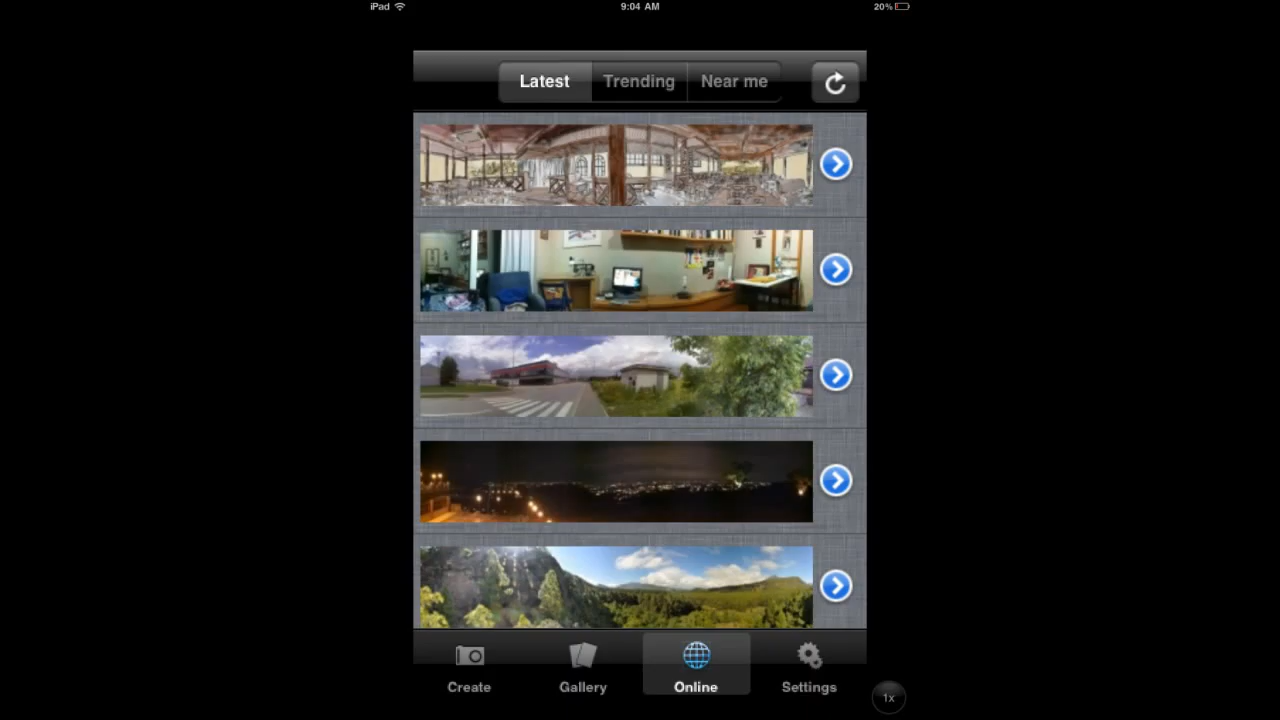 iPad 9:04 AM 20%
Latest Trending Near me
Create Gallery Online Settings
1x